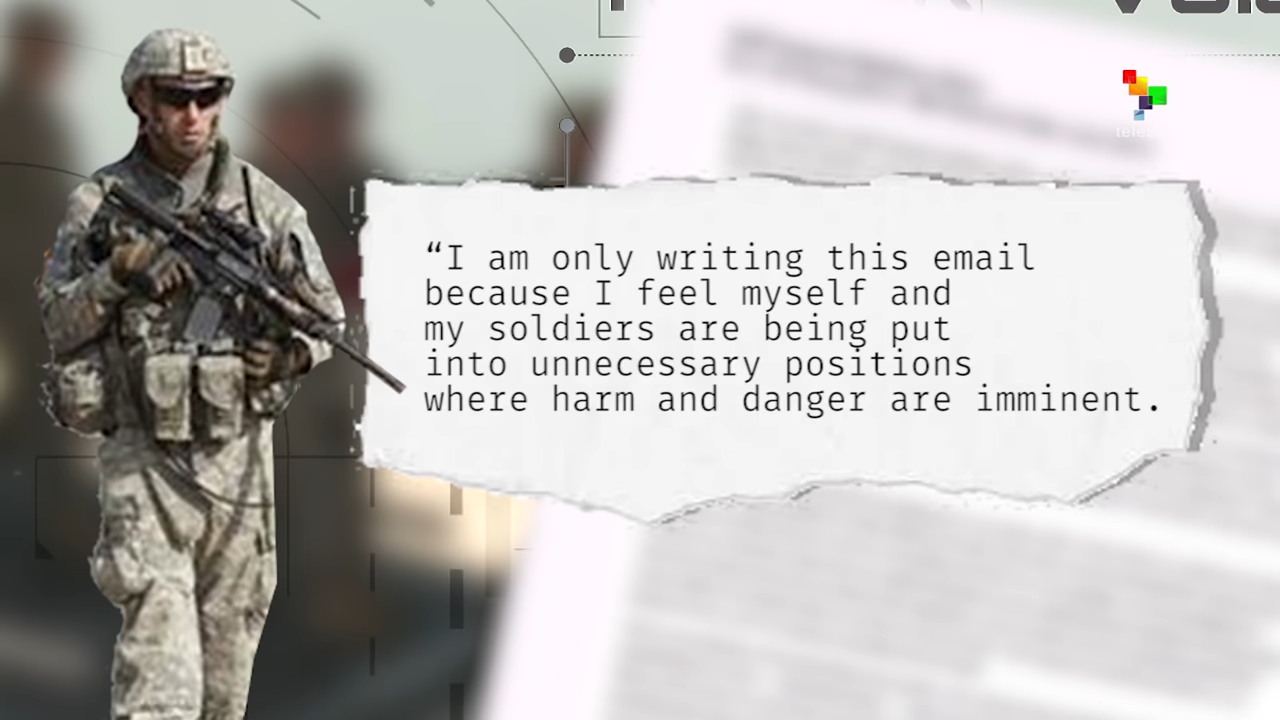 “I am only writing this email
because I feel myself and
my soldiers are being put
into unnecessary positions
where harm and danger are imminent.